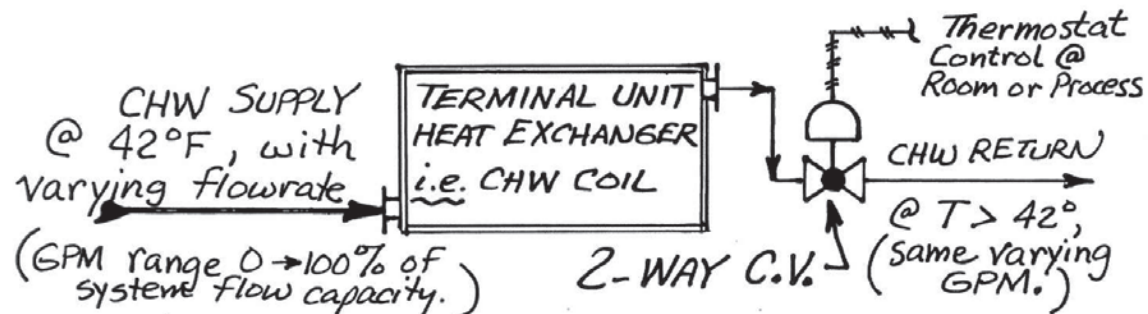 CHW SUPPLY
@ 42°F, with
varying flowrate
(GPM range 0→100% of
system flow capacity.)
TERMINAL UNIT
HEAT EXCHANGER
i.e. CHW COIL
Thermostat
Control @
Room or Process
CHW RETURN
@ T > 42°,
(Same varying
GPM.)
2-WAY C.V.